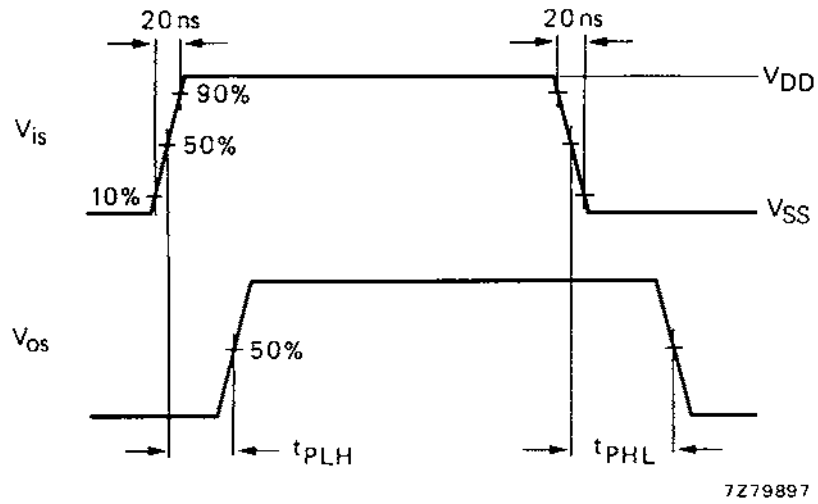 20 ns
20 ns
90%
V_DD
V_is
50%
10%
V_SS
V_os
50%
t_PLH
t_PHL
7Z79897